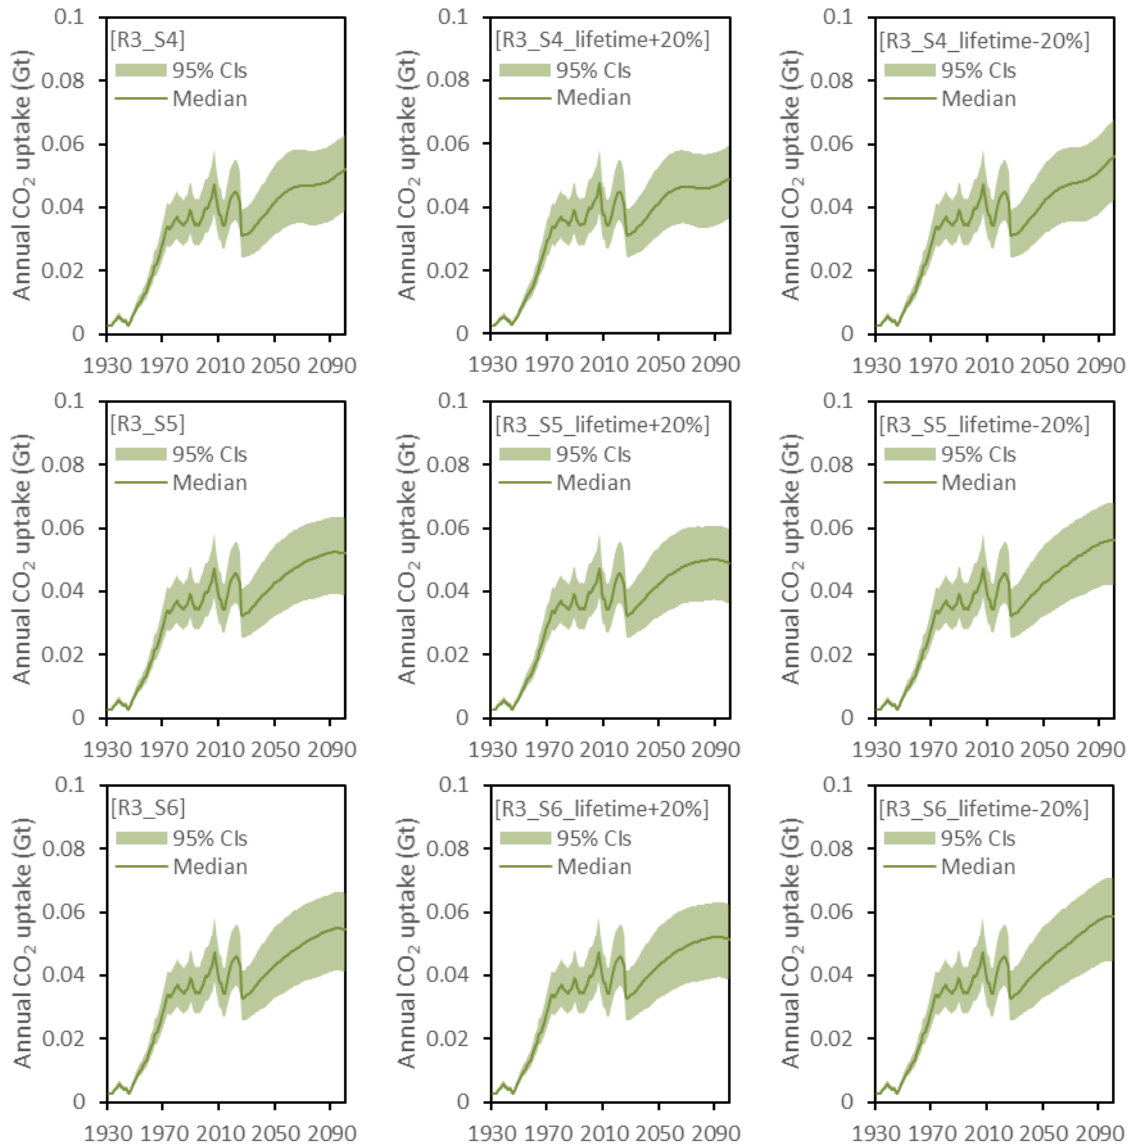 0.1
[R3_S4]
95% CIs
Median
0.08
0.06
0.04
0.02
0
Annual CO₂ uptake (Gt)
1930 1970 2010 2050 2090
[R3_S4_lifetime+20%]
95% CIs
Median
0.1
0.08
0.06
0.04
0.02
0
Annual CO₂ uptake (Gt)
1930 1970 2010 2050 2090
[R3_S4_lifetime-20%]
95% CIs
Median
0.1
0.08
0.06
0.04
0.02
0
Annual CO₂ uptake (Gt)
1930 1970 2010 2050 2090
[R3_S5]
95% CIs
Median
0.1
0.08
0.06
0.04
0.02
0
Annual CO₂ uptake (Gt)
1930 1970 2010 2050 2090
[R3_S5_lifetime+20%]
95% CIs
Median
0.1
0.08
0.06
0.04
0.02
0
Annual CO₂ uptake (Gt)
1930 1970 2010 2050 2090
[R3_S5_lifetime-20%]
95% CIs
Median
0.1
0.08
0.06
0.04
0.02
0
Annual CO₂ uptake (Gt)
1930 1970 2010 2050 2090
[R3_S6]
95% CIs
Median
0.1
0.08
0.06
0.04
0.02
0
Annual CO₂ uptake (Gt)
1930 1970 2010 2050 2090
[R3_S6_lifetime+20%]
95% CIs
Median
0.1
0.08
0.06
0.04
0.02
0
Annual CO₂ uptake (Gt)
1930 1970 2010 2050 2090
[R3_S6_lifetime-20%]
95% CIs
Median
0.1
0.08
0.06
0.04
0.02
0
Annual CO₂ uptake (Gt)
1930 1970 2010 2050 2090